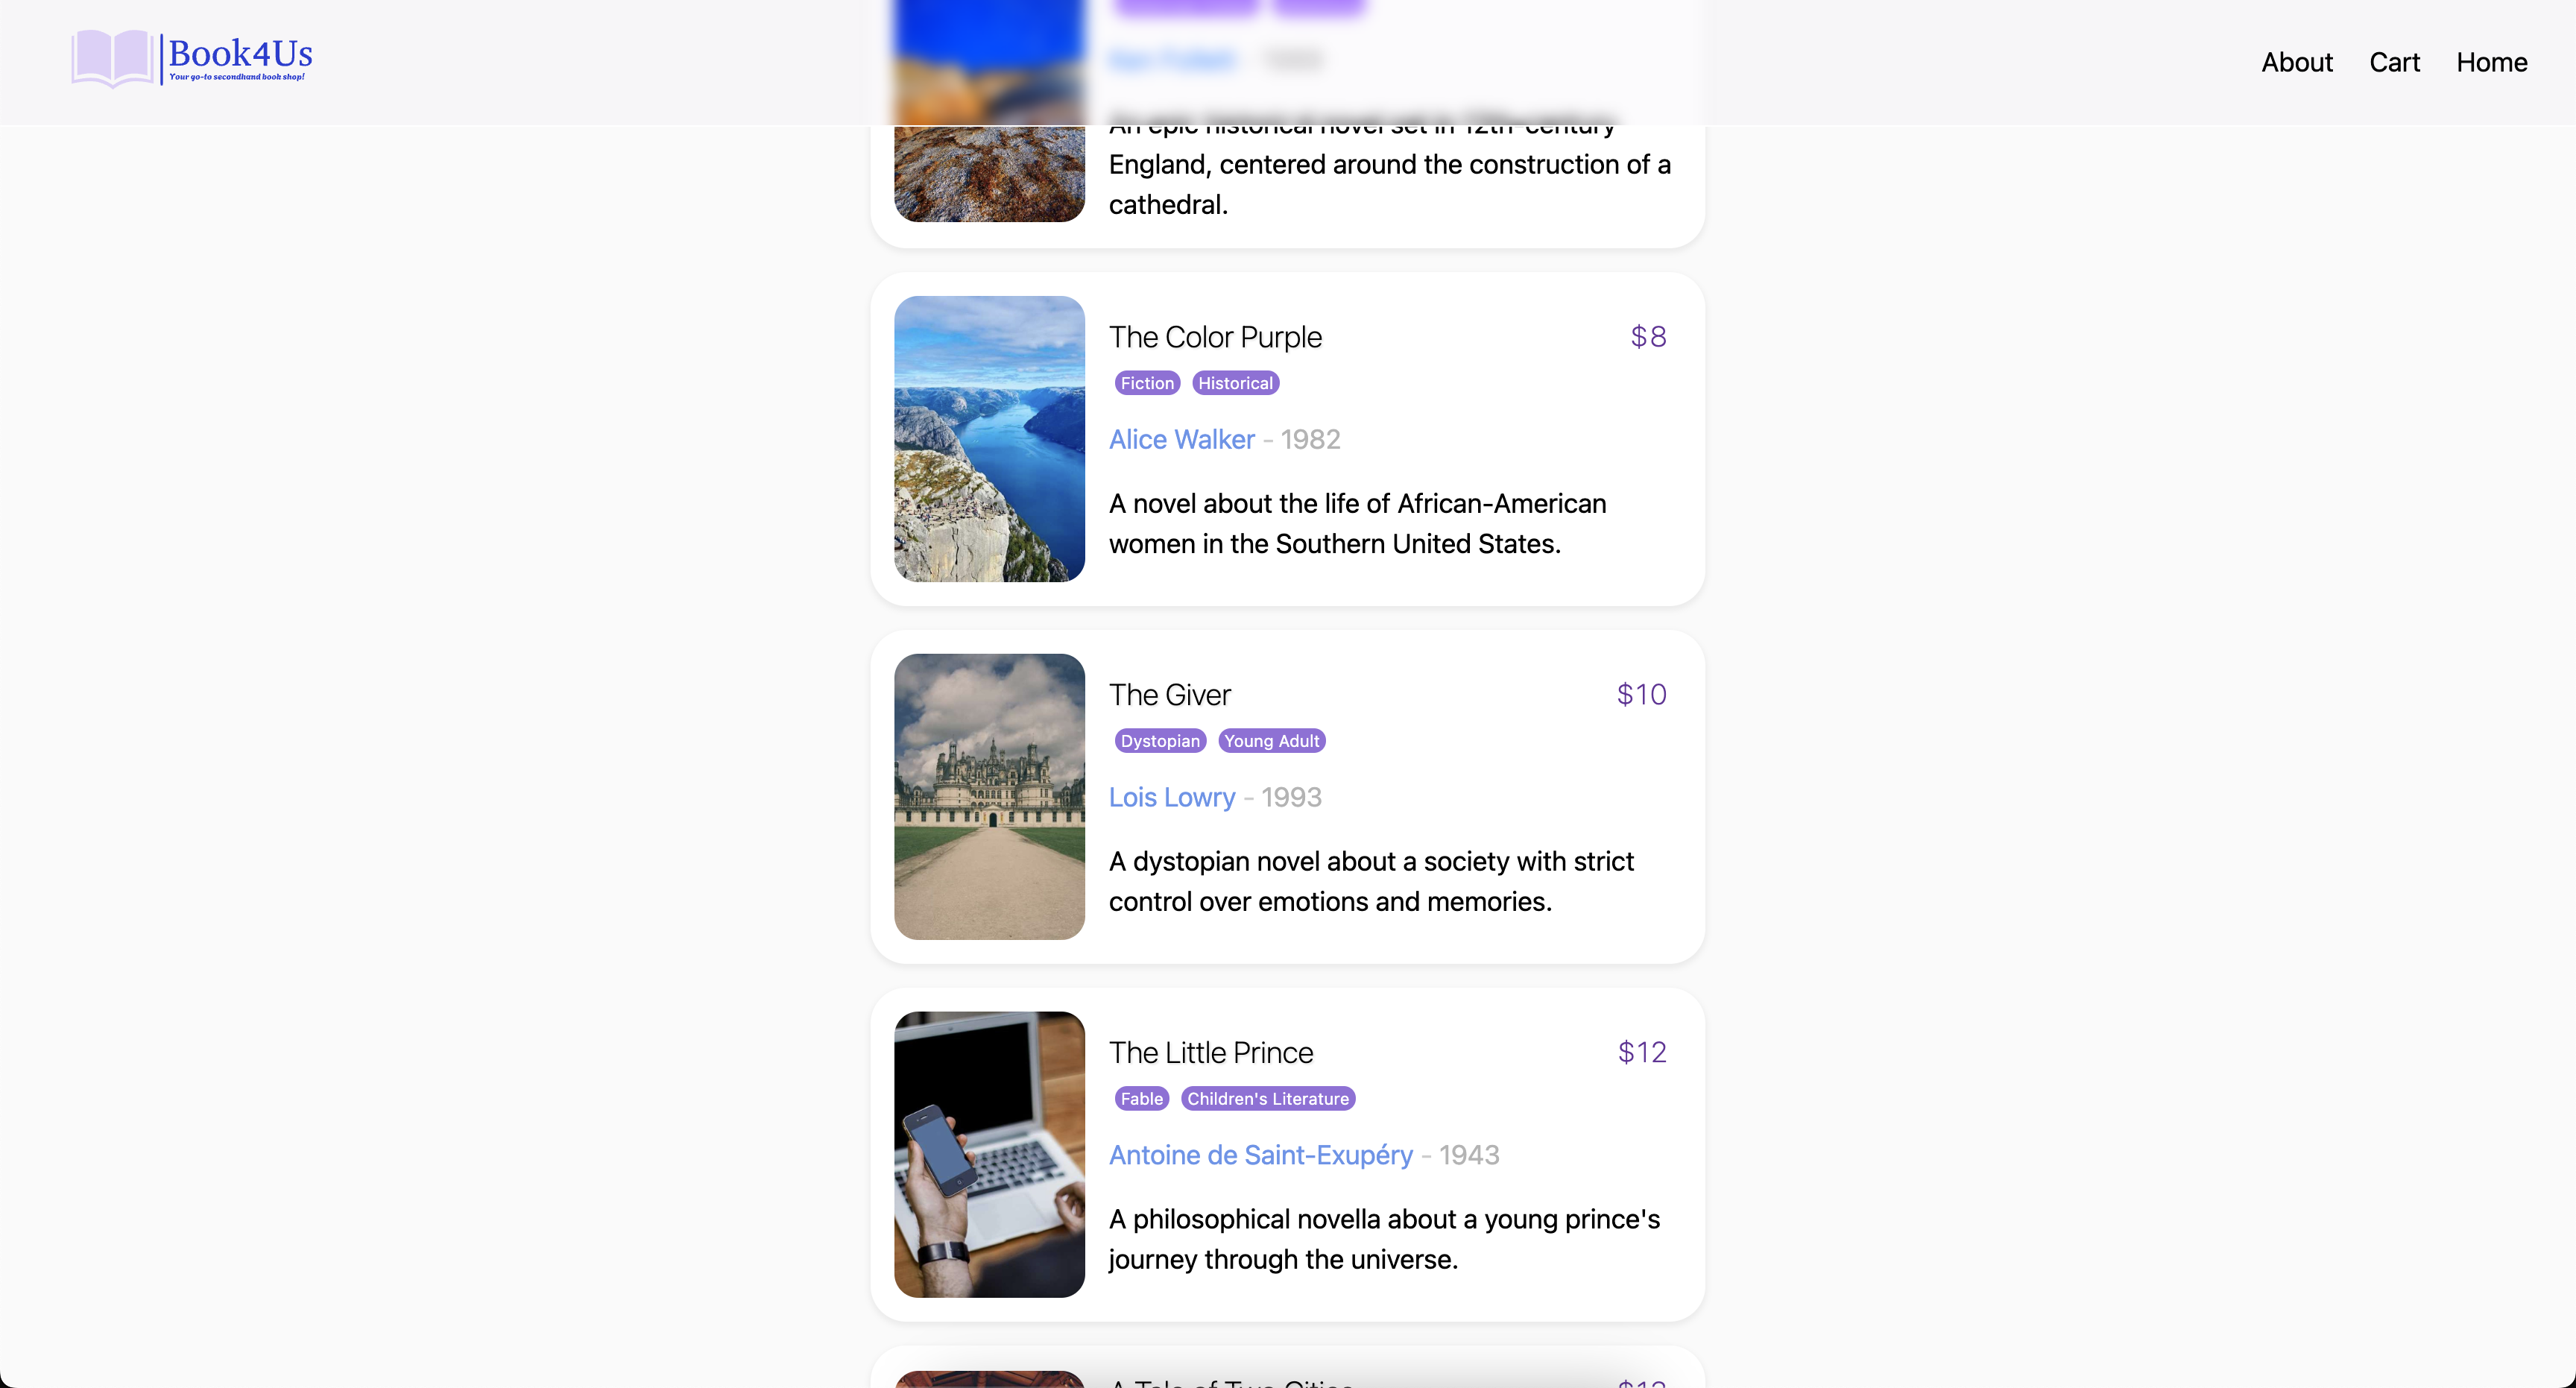 Book4Us
Your go-to secondhand book shop!
About Cart Home
Ken Follett - 1989
An epic historical novel set in 12th-century
England, centered around the construction of a
cathedral.
The Color Purple $8
Fiction Historical
Alice Walker - 1982
A novel about the life of African-American
women in the Southern United States.
The Giver $10
Dystopian Young Adult
Lois Lowry - 1993
A dystopian novel about a society with strict
control over emotions and memories.
The Little Prince $12
Fable Children's Literature
Antoine de Saint-Exupéry - 1943
A philosophical novella about a young prince's
journey through the universe.
A Tale of Two Cities